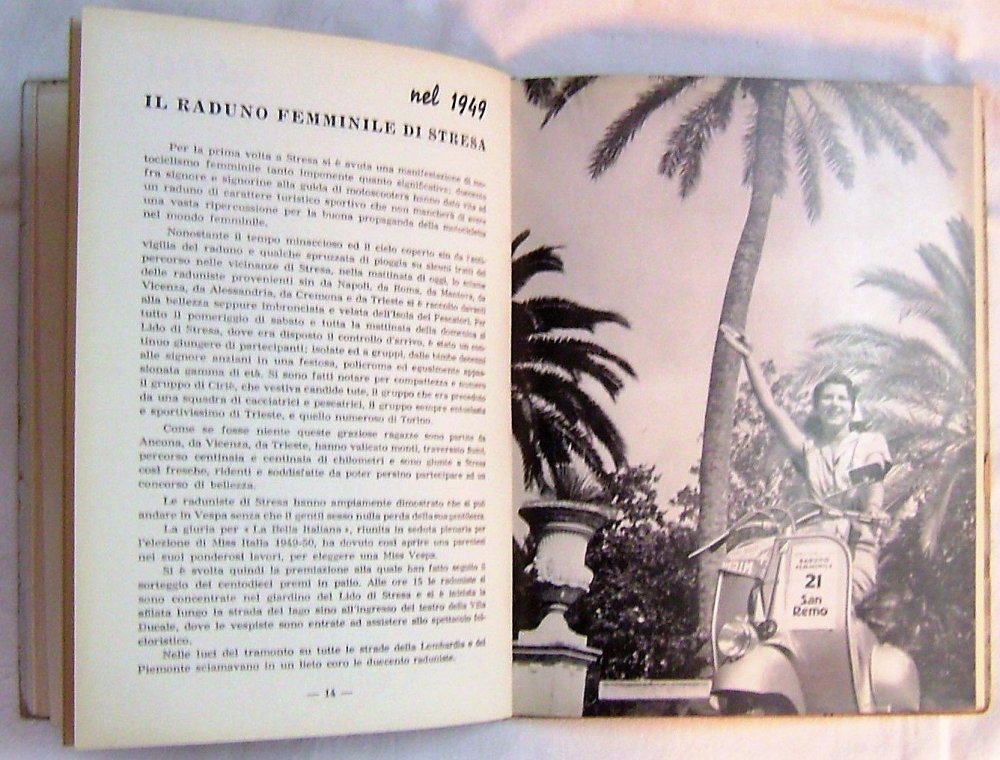 nel 1949
IL RADUNO FEMMINILE DI STRESA
Per la prima volta a Stresa si è avuta una manifestazione di mo-
tociclismo femminile tanto imponente quanto significativa: duecento
fra signore e signorine alla guida di motoscooters hanno dato vita ad
un raduno di carattere turistico sportivo che non mancherà di avere
una vasta ripercussione per la buona propaganda della motocicletta
nel mondo femminile.
Nonostante il tempo minaccioso ed il cielo coperto sin da l'anti-
vigilia del raduno e qualche spruzzata di pioggia su alcuni tratti del
percorso nelle vicinanze di Stresa, nella mattinata di oggi, lo sciame
delle raduniste provenienti sin da Napoli, da Roma, da Mantova, da
Vicenza, da Alessandria, da Cremona e da Trieste si è raccolto davanti
alla bellezza seppure imbronciata e velata dell'Isola dei Pescatori. Per
tutto il pomeriggio di sabato e tutta la mattinata della domenica al
Lido di Stresa, dove era disposto il controllo d'arrivo, è stato un con-
tinuo giungere di partecipanti; isolate ed a gruppi, dalle bimbe decenni
alle signore anziani in una festosa, policroma ed egualmente appas-
sionata gamma di età. Si sono fatti notare per compattezza e numero
il gruppo di Ciriè, che vestiva candide tute, il gruppo che era preceduto
da una squadra di cacciatrici e pescatrici, il gruppo sempre entusiasta
e sportivissimo di Trieste, e quello numeroso di Torino.
Come se fosse niente queste graziose ragazze sono partite da
Ancona, da Vicenza, da Trieste, hanno valicato monti, traversato fiumi,
percorso centinaia e centinaia di chilometri e sono giunte a Stresa
così fresche, ridenti e soddisfatte da poter persino partecipare ad un
concorso di bellezza.
Le raduniste di Stresa hanno ampiamente dimostrato che si può
andare in Vespa senza che il gentil sesso nulla perda della sua gentilezza.
La giuria per « La Bella Italiana », riunita in seduta plenaria per
l'elezione di Miss Italia 1949-50, ha dovuto così aprire una parentesi
nei suoi ponderosi lavori, per eleggere una Miss Vespa.
Si è svolta quindi la premiazione alla quale han fatto seguito il
sorteggio dei centodieci premi in palio. Alle ore 15 le raduniste si
sono concentrate nel giardino del Lido di Stresa e si è iniziata la
sfilata lungo la strada del lago sino all'ingresso del teatro della Villa
Ducale, dove le vespiste sono entrate ad assistere allo spettacolo fol-
cloristico.
Nelle luci del tramonto su tutte le strade della Lombardia e del
Piemonte sciamavano in un lieto coro le duecento raduniste.
— 14 —
RADUNO
FEMMINILE
21
San
Remo